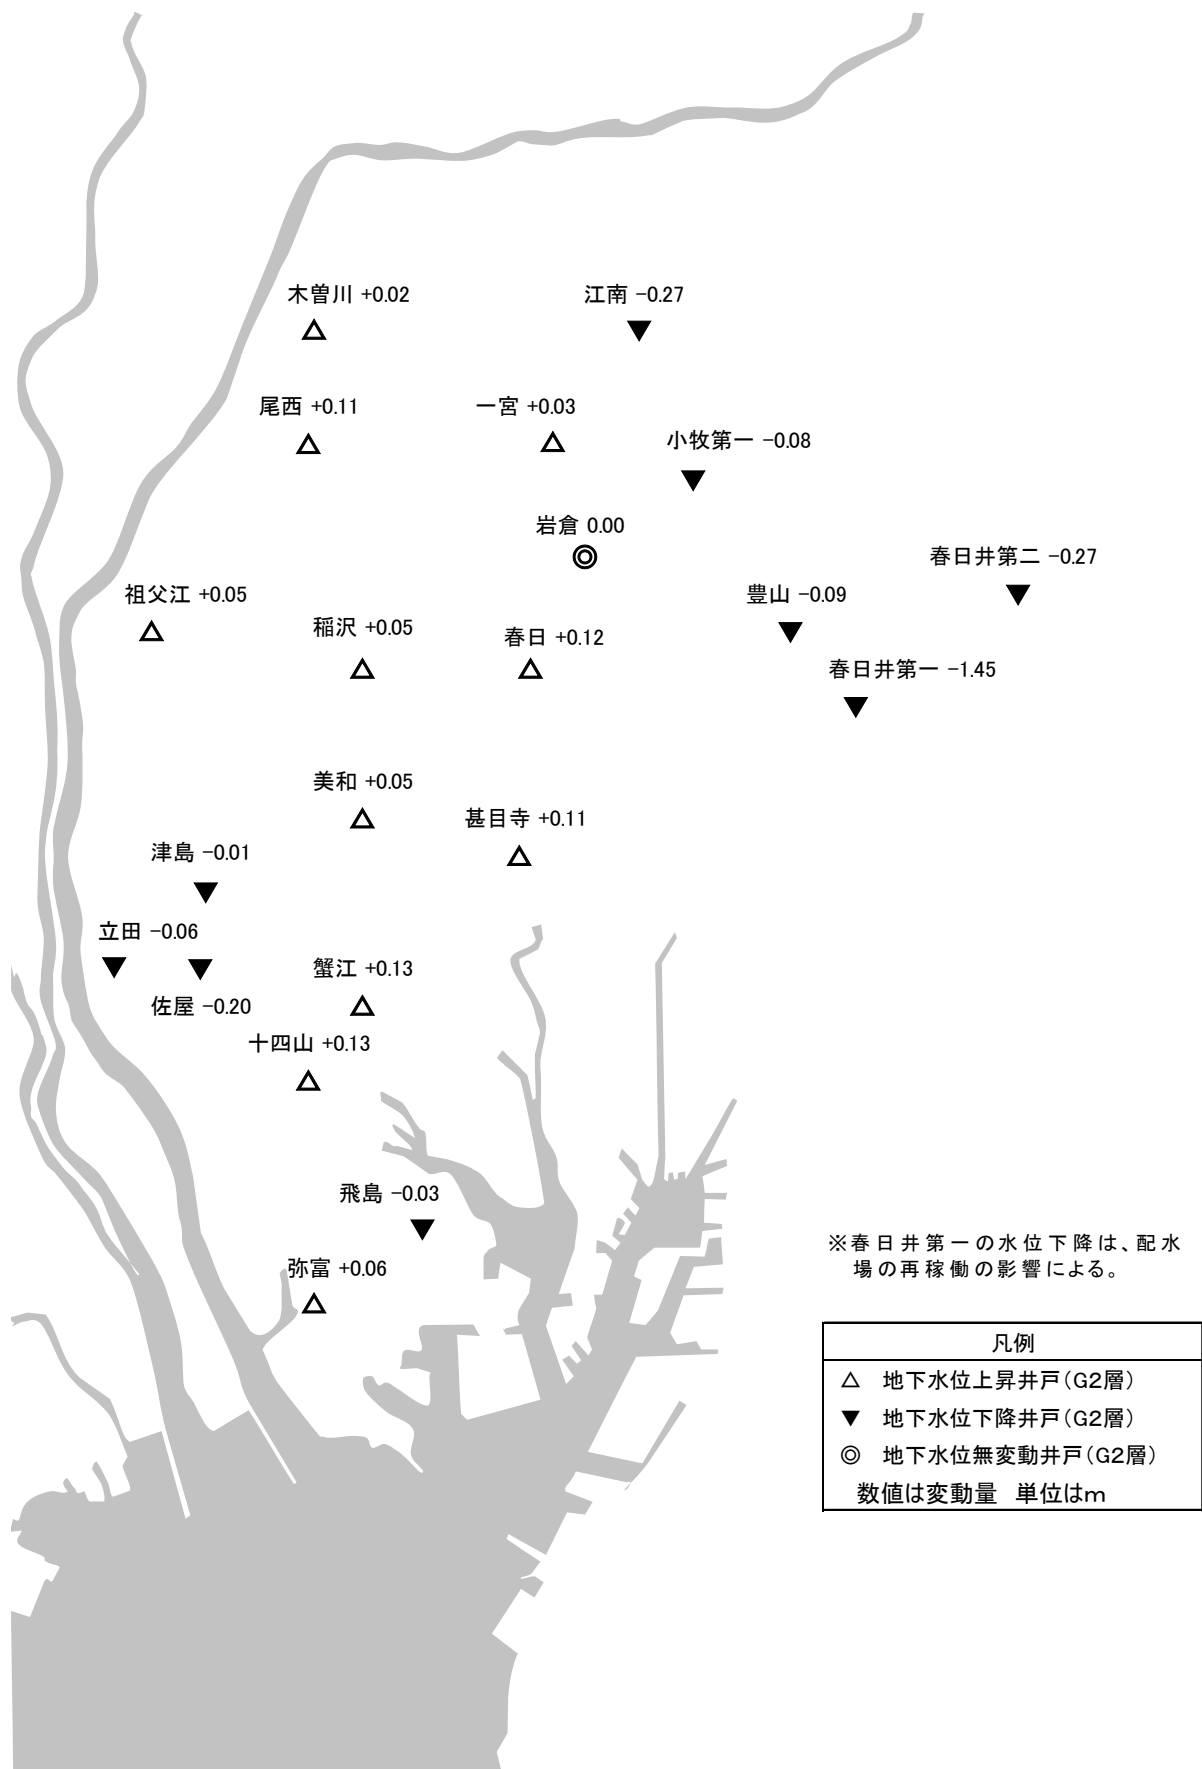 木曽川 +0.02
江南 −0.27
尾西 +0.11
一宮 +0.03
小牧第一 −0.08
岩倉 0.00
春日井第二 −0.27
祖父江 +0.05
豊山 −0.09
稲沢 +0.05
春日 +0.12
春日井第一 −1.45
美和 +0.05
甚目寺 +0.11
津島 −0.01
立田 −0.06
蟹江 +0.13
佐屋 −0.20
十四山 +0.13
飛島 −0.03
弥富 +0.06
※春日井第一の水位下降は、配水
場の再稼働の影響による。
凡例
△ 地下水位上昇井戸（G2層）
▼ 地下水位下降井戸（G2層）
◎ 地下水位無変動井戸（G2層）
数値は変動量 単位はm